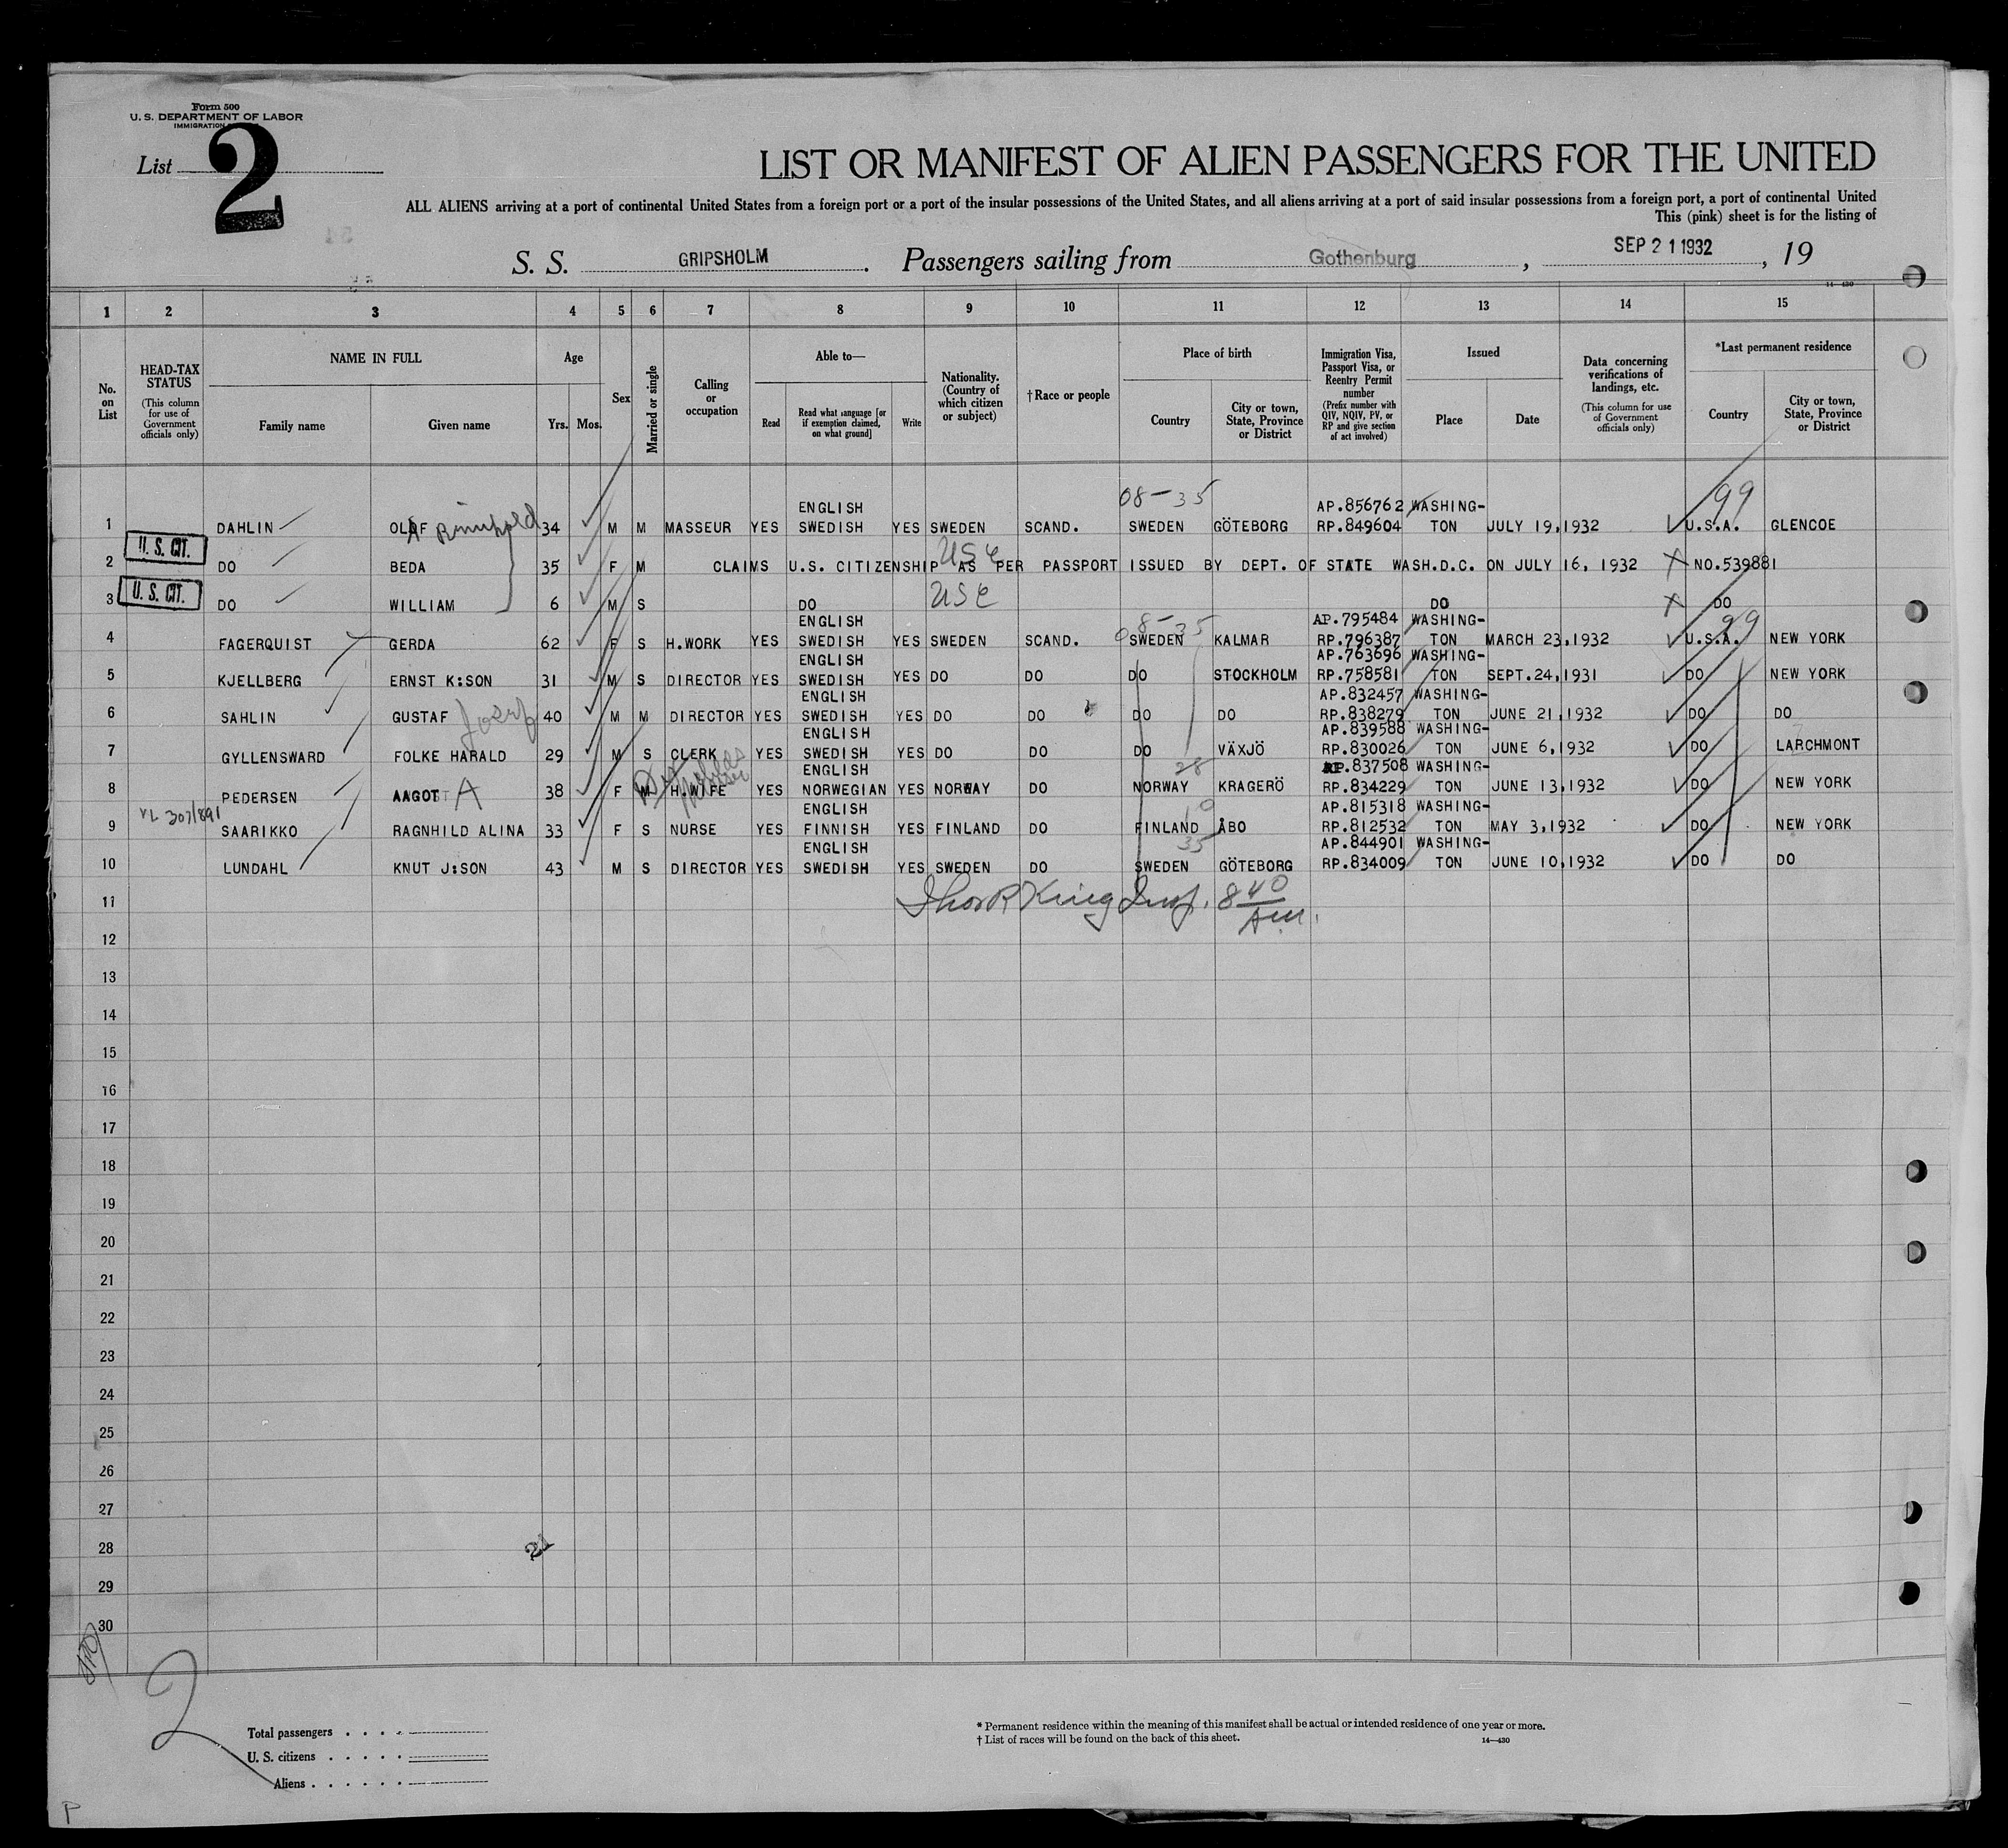 Form 500
U. S. DEPARTMENT OF LABOR
IMMIGRATION
List 2
LIST OR MANIFEST OF ALIEN PASSENGERS FOR THE UNITED
ALL ALIENS arriving at a port of continental United States from a foreign port or a port of the insular possessions of the United States, and all aliens arriving at a port of said insular possessions from a foreign port, a port of continental United
This (pink) sheet is for the listing of
S. S. GRIPSHOLM . Passengers sailing from Gothenburg , SEP 21 1932 , 19
14—430
1 2 3 4 5 6 7 8 9 10 11 12 13 14 15
No. on List
HEAD-TAX STATUS (This column for use of Government officials only)
NAME IN FULL Family name Given name
Age Yrs. Mos.
Sex
Married or single
Calling or occupation
Able to— Read Read what language [or if exemption claimed, on what ground] Write
Nationality. (Country of which citizen or subject)
†Race or people
Place of birth Country City or town, State, Province or District
Immigration Visa, Passport Visa, or Reentry Permit number (Prefix number with QIV, NQIV, PV, or RP and give section of act involved)
Issued Place Date
Data concerning verifications of landings, etc. (This column for use of Government officials only)
*Last permanent residence Country City or town, State, Province or District
08-35 99
ENGLISH AP.856762 WASHING-
1 DAHLIN OLAF 34 M M MASSEUR YES SWEDISH YES SWEDEN SCAND. SWEDEN GÖTEBORG RP.849604 TON JULY 19,1932 U.S.A. GLENCOE
U. S. CIT. USC
2 DO BEDA 35 F M CLAIMS U.S. CITIZENSHIP AS PER PASSPORT ISSUED BY DEPT. OF STATE WASH.D.C. ON JULY 16, 1932 NO.539881
U. S. CIT. USC
3 DO WILLIAM 6 M S DO DO DO
08-35 99
ENGLISH AP.795484 WASHING-
4 FAGERQUIST GERDA 62 F S H.WORK YES SWEDISH YES SWEDEN SCAND. SWEDEN KALMAR RP.796387 TON MARCH 23,1932 U.S.A. NEW YORK
ENGLISH AP.763696 WASHING-
5 KJELLBERG ERNST K:SON 31 M S DIRECTOR YES SWEDISH YES DO DO DO STOCKHOLM RP.758581 TON SEPT.24,1931 DO NEW YORK
ENGLISH AP.832457 WASHING-
6 SAHLIN GUSTAF Josef 40 M M DIRECTOR YES SWEDISH YES DO DO DO DO RP.838279 TON JUNE 21,1932 DO DO
ENGLISH AP.839588 WASHING-
7 GYLLENSWARD FOLKE HARALD 29 M S CLERK YES SWEDISH YES DO DO DO VÄXJÖ RP.830026 TON JUNE 6,1932 DO LARCHMONT
28
ENGLISH AP.837508 WASHING-
8 PEDERSEN AAGOT A 38 F M H.WIFE YES NORWEGIAN YES NORWAY DO NORWAY KRAGERÖ RP.834229 TON JUNE 13,1932 DO NEW YORK
VL 307/891 10
ENGLISH AP.815318 WASHING-
9 SAARIKKO RAGNHILD ALINA 33 F S NURSE YES FINNISH YES FINLAND DO FINLAND ÅBO RP.812532 TON MAY 3,1932 DO NEW YORK
35
ENGLISH AP.844901 WASHING-
10 LUNDAHL KNUT J:SON 43 M S DIRECTOR YES SWEDISH YES SWEDEN DO SWEDEN GÖTEBORG RP.834009 TON JUNE 10,1932 DO DO
11 King Insp. 8 40 Am.
12
13
14
15
16
17
18
19
20
21
22
23
24
25
26
27
28 21
29
30
2
Total passengers . . . .
U. S. citizens . . . . .
Aliens . . . . . .
* Permanent residence within the meaning of this manifest shall be actual or intended residence of one year or more.
† List of races will be found on the back of this sheet. 14—430
P